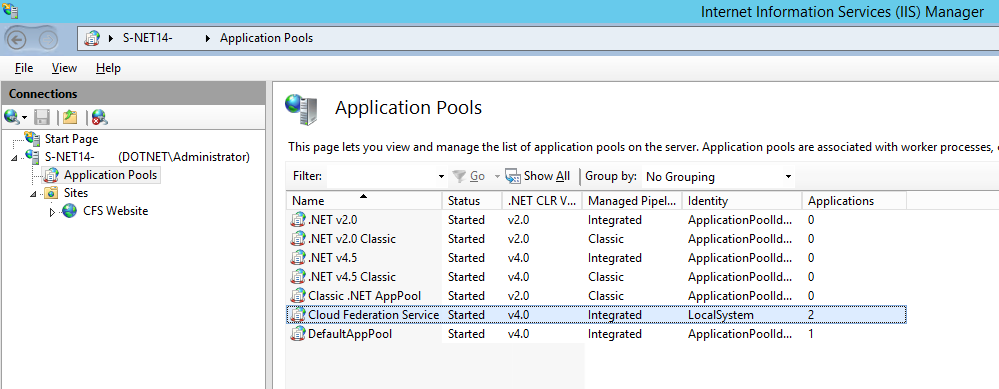 Internet Information Services (IIS) Manager
S-NET14- Application Pools
File View Help
Connections
Start Page
S-NET14- (DOTNET\Administrator)
Application Pools
Sites
CFS Website
Application Pools
This page lets you view and manage the list of application pools on the server. Application pools are associated with worker processes,
Filter: Go Show All Group by: No Grouping
Name Status .NET CLR V... Managed Pipel... Identity Applications
.NET v2.0 Started v2.0 Integrated ApplicationPoolId... 0
.NET v2.0 Classic Started v2.0 Classic ApplicationPoolId... 0
.NET v4.5 Started v4.0 Integrated ApplicationPoolId... 0
.NET v4.5 Classic Started v4.0 Classic ApplicationPoolId... 0
Classic .NET AppPool Started v2.0 Classic ApplicationPoolId... 0
Cloud Federation Service Started v4.0 Integrated LocalSystem 2
DefaultAppPool Started v4.0 Integrated ApplicationPoolId... 1